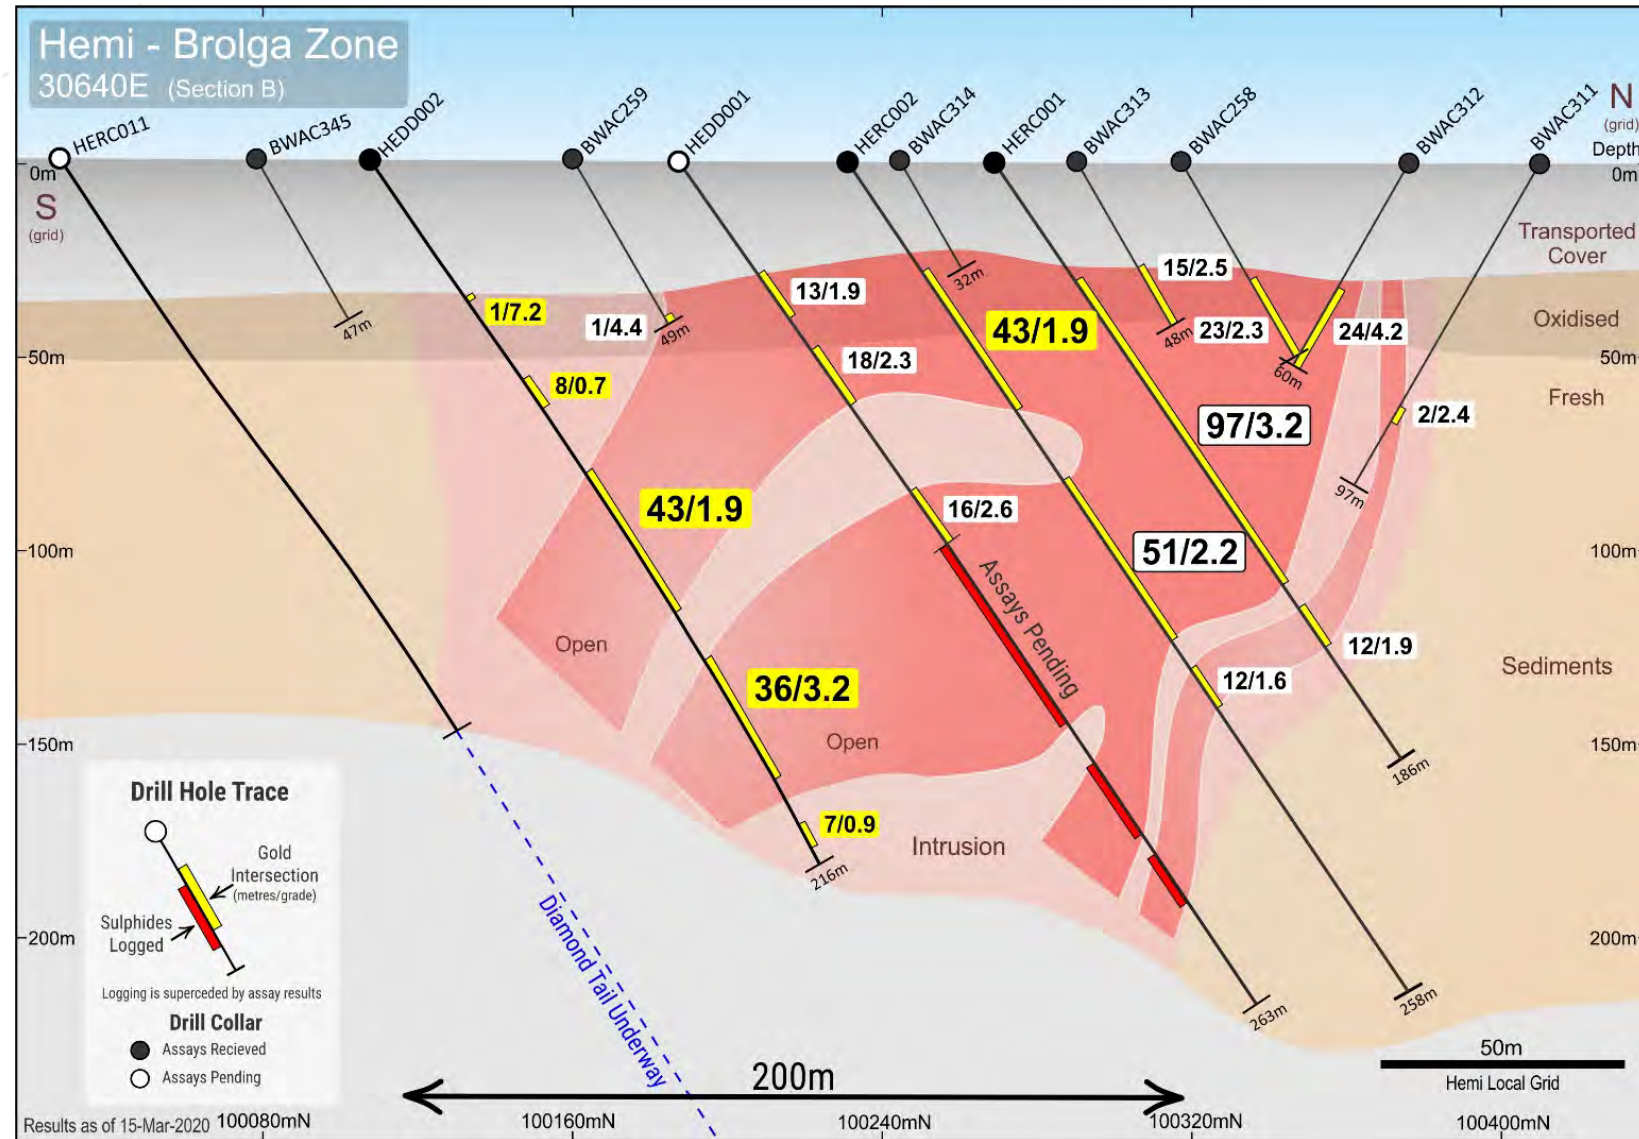 Hemi - Brolga Zone
30640E (Section B)
HERC011
BWAC345
HEDD002
BWAC259
HEDD001
HERC002
BWAC314
HERC001
BWAC313
BWAC258
BWAC312
BWAC311
N
(grid)
Depth
0m
0m
S
(grid)
Transported
Cover
Oxidised
50m
50m
Fresh
Sediments
100m
100m
150m
200m
200m
47m
49m
32m
48m
60m
97m
186m
216m
263m
258m
1/7.2
1/4.4
13/1.9
15/2.5
43/1.9
23/2.3
24/4.2
8/0.7
18/2.3
97/3.2
2/2.4
43/1.9
16/2.6
51/2.2
Assays Pending
Open
12/1.9
36/3.2
12/1.6
Open
7/0.9
Intrusion
Diamond Tail Underway
Drill Hole Trace
Gold
Intersection
(metres/grade)
Sulphides
Logged
Logging is superceded by assay results
Drill Collar
Assays Recieved
Assays Pending
200m
50m
Hemi Local Grid
Results as of 15-Mar-2020
100080mN
100160mN
100240mN
100320mN
100400mN